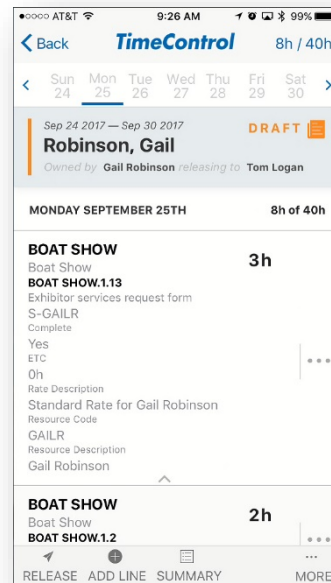 AT&T 9:26 AM 99%
Back TimeControl 8h / 40h
Sun Mon Tue Wed Thu Fri Sat
24 25 26 27 28 29 30
Sep 24 2017 — Sep 30 2017
DRAFT
Robinson, Gail
Owned by Gail Robinson releasing to Tom Logan
MONDAY SEPTEMBER 25TH 8h of 40h
BOAT SHOW 3h
Boat Show
BOAT SHOW.1.13
Exhibitor services request form
S-GAILR
Complete
Yes
ETC
0h
Rate Description
Standard Rate for Gail Robinson
Resource Code
GAILR
Resource Description
Gail Robinson
BOAT SHOW 2h
Boat Show
BOAT SHOW.1.2
RELEASE ADD LINE SUMMARY MORE